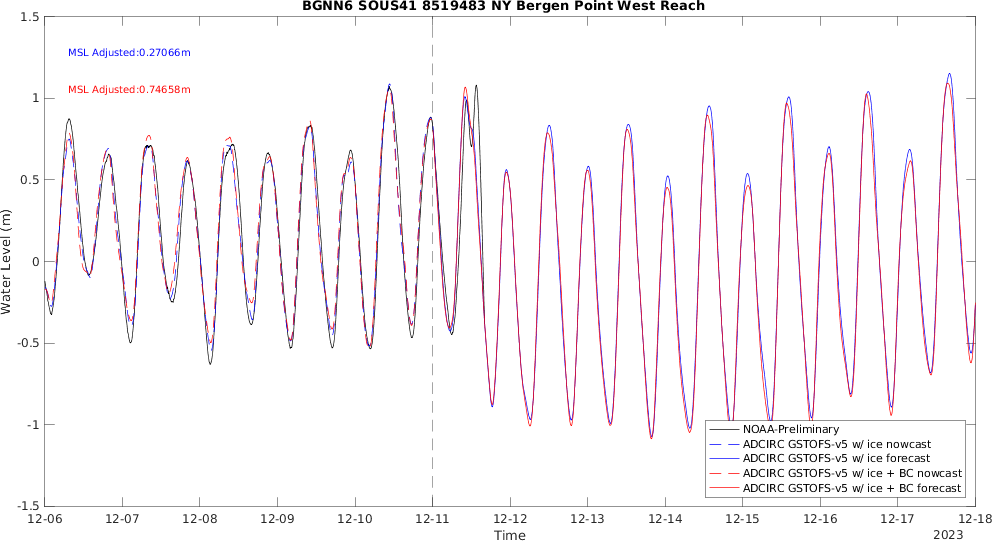 BGNN6 SOUS41 8519483 NY Bergen Point West Reach
MSL Adjusted:0.27066m
MSL Adjusted:0.74658m
Water Level (m)
1.5
1
0.5
0
-0.5
-1
-1.5
NOAA-Preliminary
ADCIRC GSTOFS-v5 w/ ice nowcast
ADCIRC GSTOFS-v5 w/ ice forecast
ADCIRC GSTOFS-v5 w/ ice + BC nowcast
ADCIRC GSTOFS-v5 w/ ice + BC forecast
12-06 12-07 12-08 12-09 12-10 12-11 12-12 12-13 12-14 12-15 12-16 12-17 12-18
Time
2023